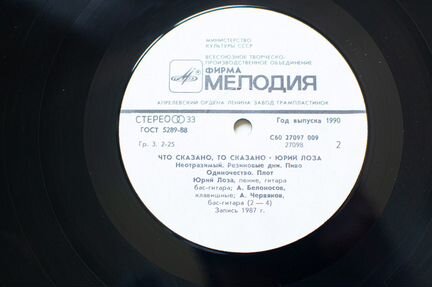 МИНИСТЕРСТВО
КУЛЬТУРЫ СССР
ВСЕСОЮЗНОЕ ТВОРЧЕСКО-
ПРОИЗВОДСТВЕННОЕ ОБЪЕДИНЕНИЕ
ФИРМА
МЕЛОДИЯ
АПРЕЛЕВСКИЙ ОРДЕНА ЛЕНИНА ЗАВОД ГРАМПЛАСТИНОК
СТЕРЕО 33
Год выпуска 1990
ГОСТ 5289-88
С60 27097 009
Гр. 3. 2-25
27098 2
ЧТО СКАЗАНО, ТО СКАЗАНО · ЮРИЙ ЛОЗА
Неотразимый. Резиновые дни. Пиво
Одиночество. Плот
Юрий Лоза, пение, гитара
бас-гитара; А. Белоносов,
клавишные; А. Червяков,
бас-гитара (2 — 4)
Запись 1987 г.